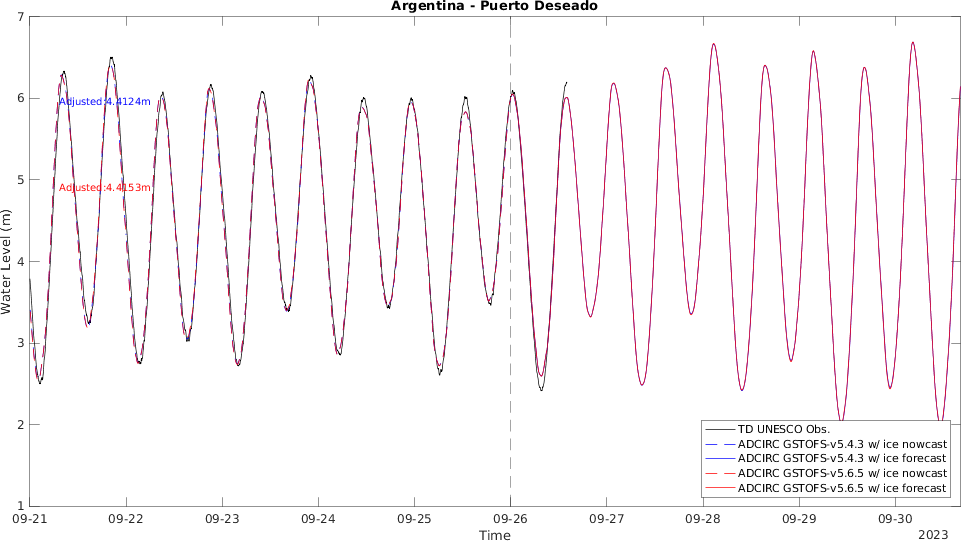 Argentina - Puerto Deseado
7
6
5
4
3
2
1
Water Level (m)
Adjusted:4.4124m
Adjusted:4.4153m
TD UNESCO Obs.
ADCIRC GSTOFS-v5.4.3 w/ ice nowcast
ADCIRC GSTOFS-v5.4.3 w/ ice forecast
ADCIRC GSTOFS-v5.6.5 w/ ice nowcast
ADCIRC GSTOFS-v5.6.5 w/ ice forecast
09-21 09-22 09-23 09-24 09-25 09-26 09-27 09-28 09-29 09-30
Time
2023